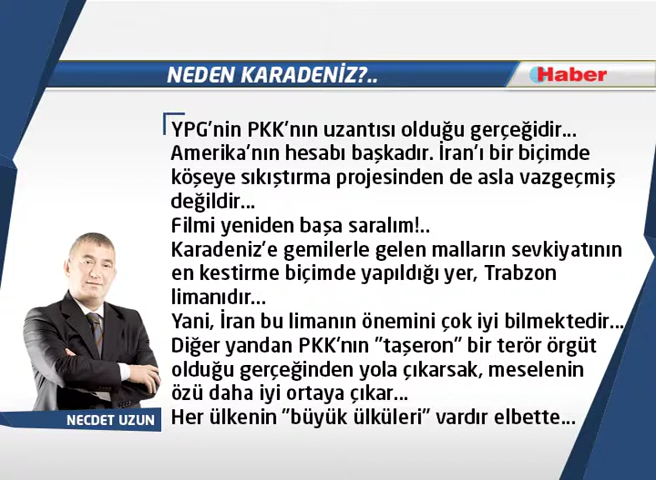 NEDEN KARADENİZ?..
Haber
YPG'nin PKK'nın uzantısı olduğu gerçeğidir...
Amerika'nın hesabı başkadır. İran'ı bir biçimde
köşeye sıkıştırma projesinden de asla vazgeçmiş
değildir...
Filmi yeniden başa saralım!..
Karadeniz'e gemilerle gelen malların sevkiyatının
en kestirme biçimde yapıldığı yer, Trabzon
limanıdır...
Yani, İran bu limanın önemini çok iyi bilmektedir...
Diğer yandan PKK'nın "taşeron" bir terör örgüt
olduğu gerçeğinden yola çıkarsak, meselenin
özü daha iyi ortaya çıkar...
Her ülkenin "büyük ülküleri" vardır elbette...
NECDET UZUN